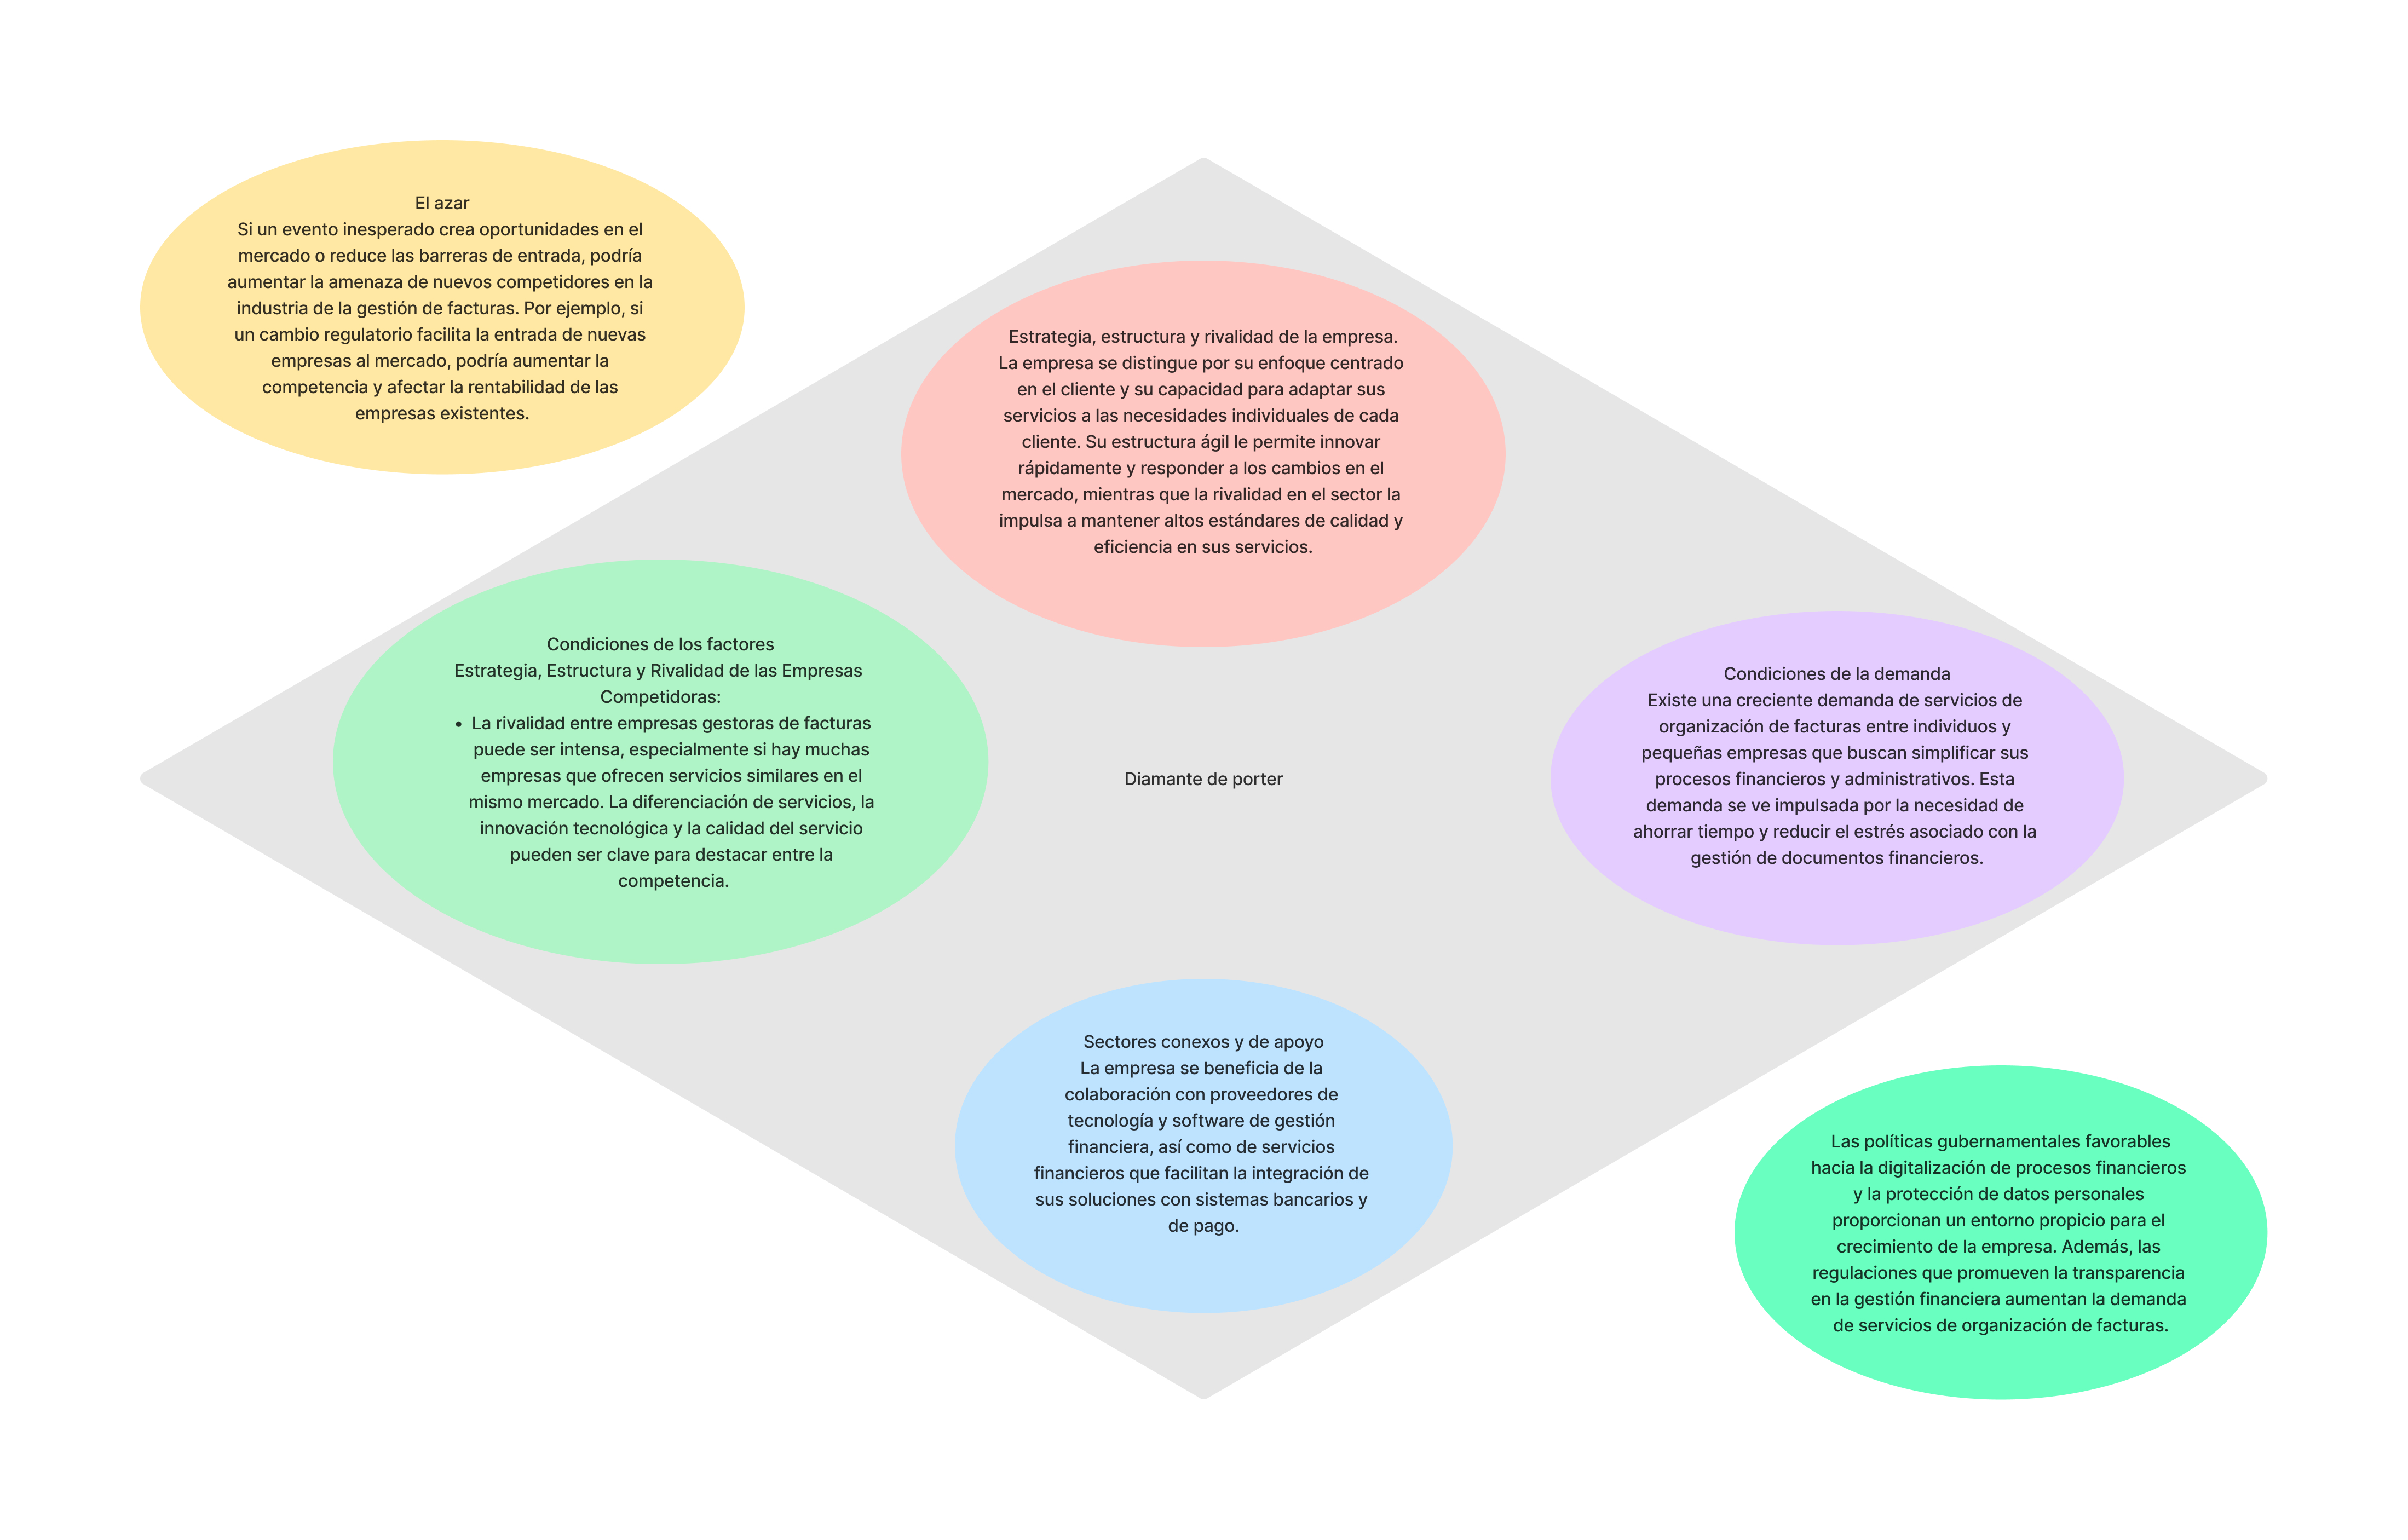 El azar
Si un evento inesperado crea oportunidades en el
mercado o reduce las barreras de entrada, podría
aumentar la amenaza de nuevos competidores en la
industria de la gestión de facturas. Por ejemplo, si
un cambio regulatorio facilita la entrada de nuevas
empresas al mercado, podría aumentar la
competencia y afectar la rentabilidad de las
empresas existentes.
Estrategia, estructura y rivalidad de la empresa.
La empresa se distingue por su enfoque centrado
en el cliente y su capacidad para adaptar sus
servicios a las necesidades individuales de cada
cliente. Su estructura ágil le permite innovar
rápidamente y responder a los cambios en el
mercado, mientras que la rivalidad en el sector la
impulsa a mantener altos estándares de calidad y
eficiencia en sus servicios.
Condiciones de los factores
Estrategia, Estructura y Rivalidad de las Empresas
Competidoras:
• La rivalidad entre empresas gestoras de facturas
puede ser intensa, especialmente si hay muchas
empresas que ofrecen servicios similares en el
mismo mercado. La diferenciación de servicios, la
innovación tecnológica y la calidad del servicio
pueden ser clave para destacar entre la
competencia.
Diamante de porter
Condiciones de la demanda
Existe una creciente demanda de servicios de
organización de facturas entre individuos y
pequeñas empresas que buscan simplificar sus
procesos financieros y administrativos. Esta
demanda se ve impulsada por la necesidad de
ahorrar tiempo y reducir el estrés asociado con la
gestión de documentos financieros.
Sectores conexos y de apoyo
La empresa se beneficia de la
colaboración con proveedores de
tecnología y software de gestión
financiera, así como de servicios
financieros que facilitan la integración de
sus soluciones con sistemas bancarios y
de pago.
Las políticas gubernamentales favorables
hacia la digitalización de procesos financieros
y la protección de datos personales
proporcionan un entorno propicio para el
crecimiento de la empresa. Además, las
regulaciones que promueven la transparencia
en la gestión financiera aumentan la demanda
de servicios de organización de facturas.